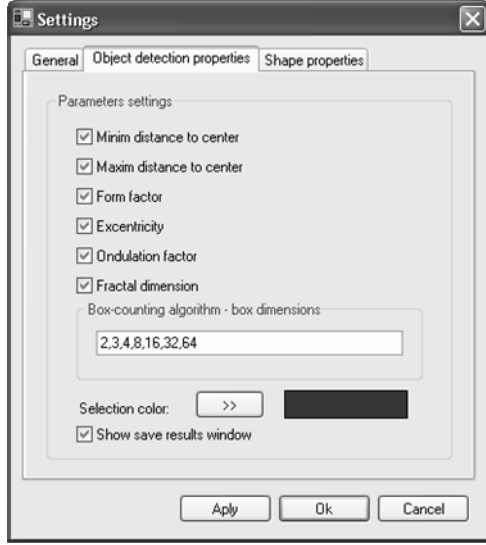 Settings
General Object detection properties Shape properties
Parameters settings
Minim distance to center
Maxim distance to center
Form factor
Excentricity
Ondulation factor
Fractal dimension
Box-counting algorithm - box dimensions
2,3,4,8,16,32,64
Selection color: >>
Show save results window
Aply Ok Cancel